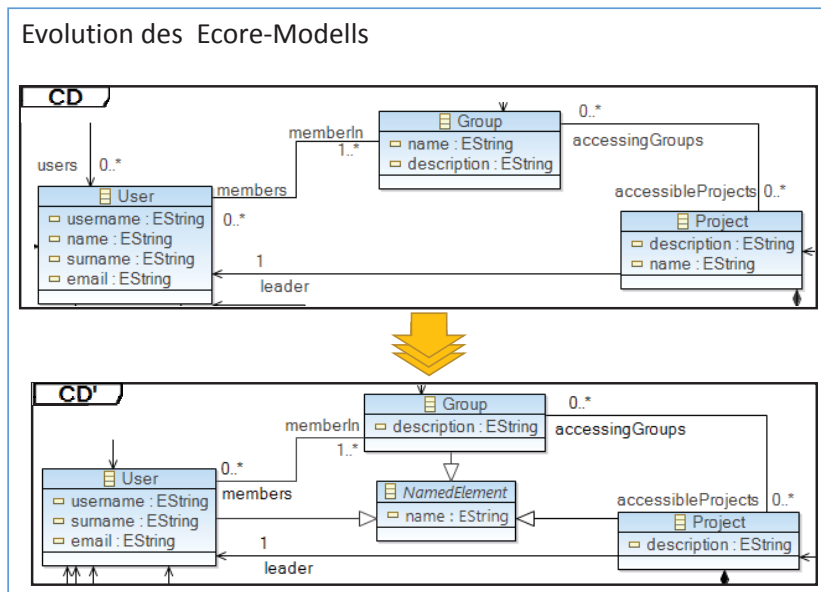 Evolution des Ecore-Modells
CD
users 0..*
User
username : EString
name : EString
surname : EString
email : EString
members
0..*
memberIn
1..*
Group
name : EString
description : EString
0..*
accessingGroups
accessibleProjects 0..*
Project
description : EString
name : EString
1
leader
CD'
User
username : EString
surname : EString
email : EString
0..*
members
memberIn
1..*
Group
description : EString
0..*
accessingGroups
NamedElement
name : EString
accessibleProjects 0..*
Project
description : EString
1
leader